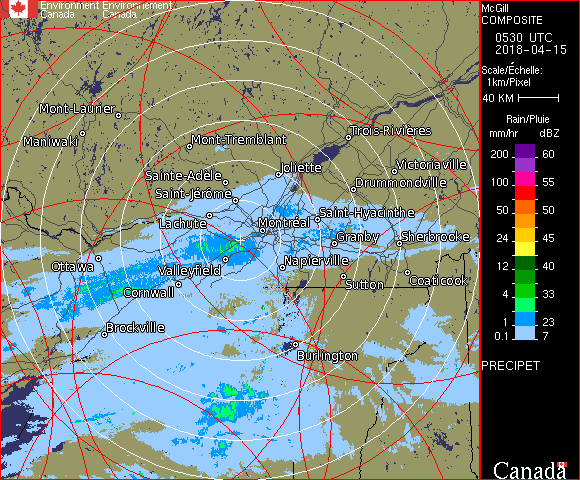 Environment Environnement
Canada Canada
McGill
COMPOSITE
0530 UTC
2018-04-15
Scale/Échelle:
1km/Pixel
40 KM
Rain/Pluie
mm/hr dBZ
200 60
100 55
50 50
24 45
12 40
4 33
1 23
0.1 7
PRECIPET
Canada
Mont-Laurier
Maniwaki
Mont-Tremblant
Trois-Rivières
Joliette
Victoriaville
Sainte-Adèle
Drummondville
Saint-Jérôme
Saint-Hyacinthe
Lachute
Montréal
Granby
Sherbrooke
Ottawa
Valleyfield
Napierville
Cornwall
Sutton
Coaticook
Brockville
Burlington